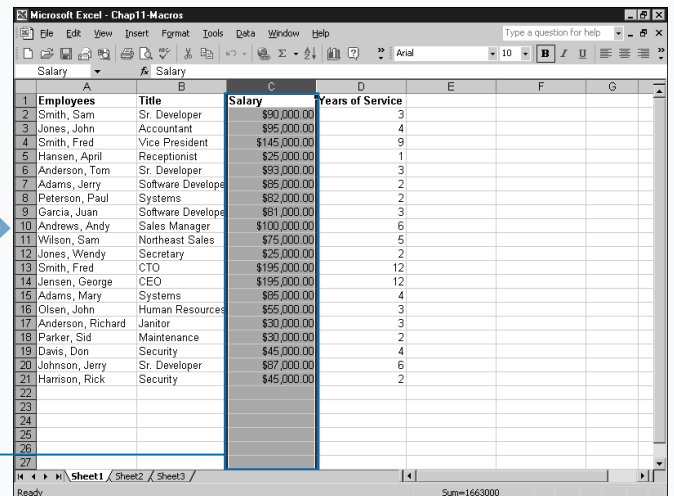 Microsoft Excel - Chap11-Macros
File Edit View Insert Format Tools Data Window Help Type a question for help
Arial 10 B I U
Salary fx Salary
A B C D E F G
1 Employees Title Salary Years of Service
2 Smith, Sam Sr. Developer $90,000.00 3
3 Jones, John Accountant $95,000.00 4
4 Smith, Fred Vice President $145,000.00 9
5 Hansen, April Receptionist $25,000.00 1
6 Anderson, Tom Sr. Developer $93,000.00 3
7 Adams, Jerry Software Develope $85,000.00 2
8 Peterson, Paul Systems $82,000.00 2
9 Garcia, Juan Software Develope $81,000.00 3
10 Andrews, Andy Sales Manager $100,000.00 6
11 Wilson, Sam Northeast Sales $75,000.00 5
12 Jones, Wendy Secretary $25,000.00 2
13 Smith, Fred CTO $195,000.00 12
14 Jensen, George CEO $195,000.00 12
15 Adams, Mary Systems $85,000.00 4
16 Olsen, John Human Resources $55,000.00 3
17 Anderson, Richard Janitor $30,000.00 3
18 Parker, Sid Maintenance $30,000.00 2
19 Davis, Don Security $45,000.00 4
20 Johnson, Jerry Sr. Developer $87,000.00 6
21 Harrison, Rick Security $45,000.00 2
22
23
24
25
26
27
Sheet1 Sheet2 Sheet3
Ready Sum=1663000